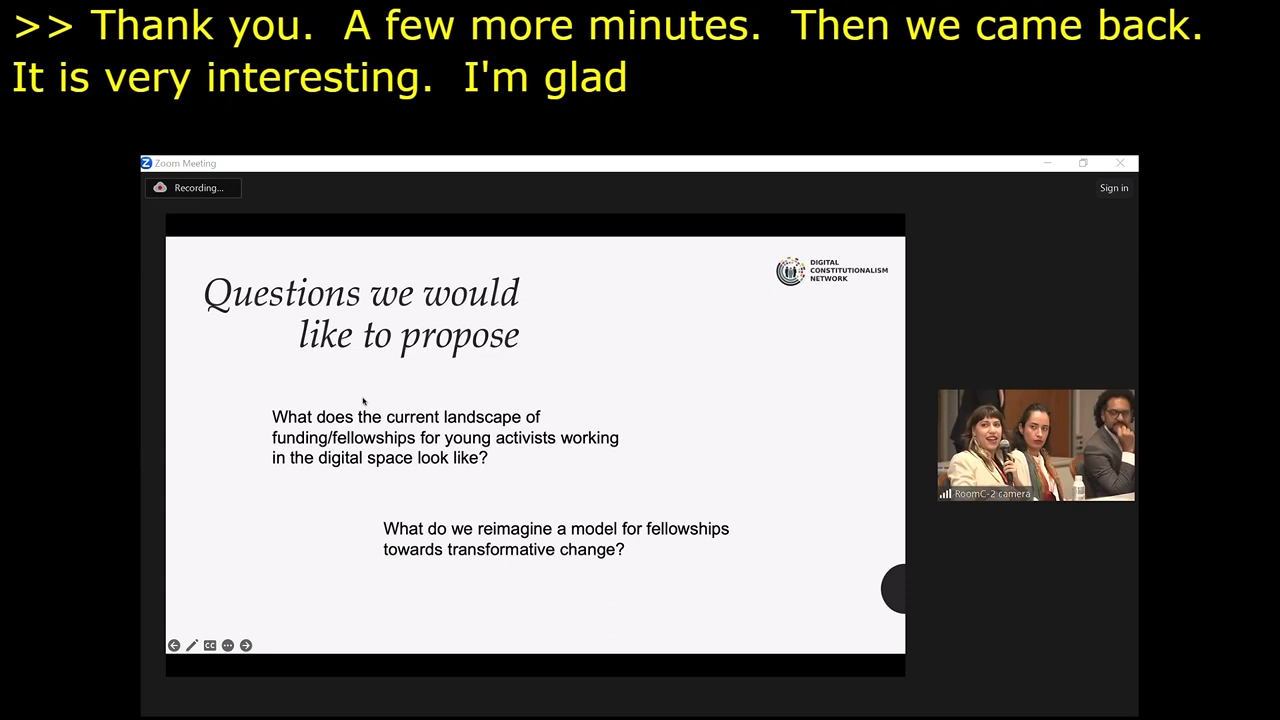 >> Thank you.  A few more minutes.  Then we came back.
It is very interesting.  I'm glad
Zoom Meeting
Recording...
Sign in
DIGITAL
CONSTITUTIONALISM
NETWORK
Questions we would
like to propose
What does the current landscape of
funding/fellowships for young activists working
in the digital space look like?
What do we reimagine a model for fellowships
towards transformative change?
RoomC-2 camera
CC